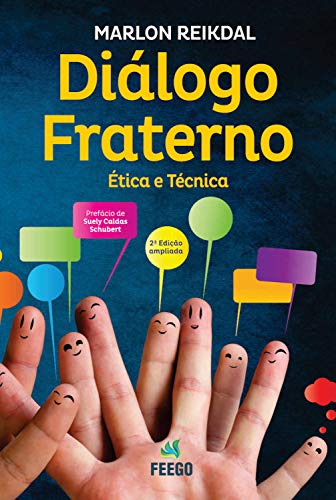 MARLON REIKDAL
Diálogo
Fraterno
Ética e Técnica
Prefácio de
Suely Caldas
Schubert
2ª Edição
ampliada
FEEGO